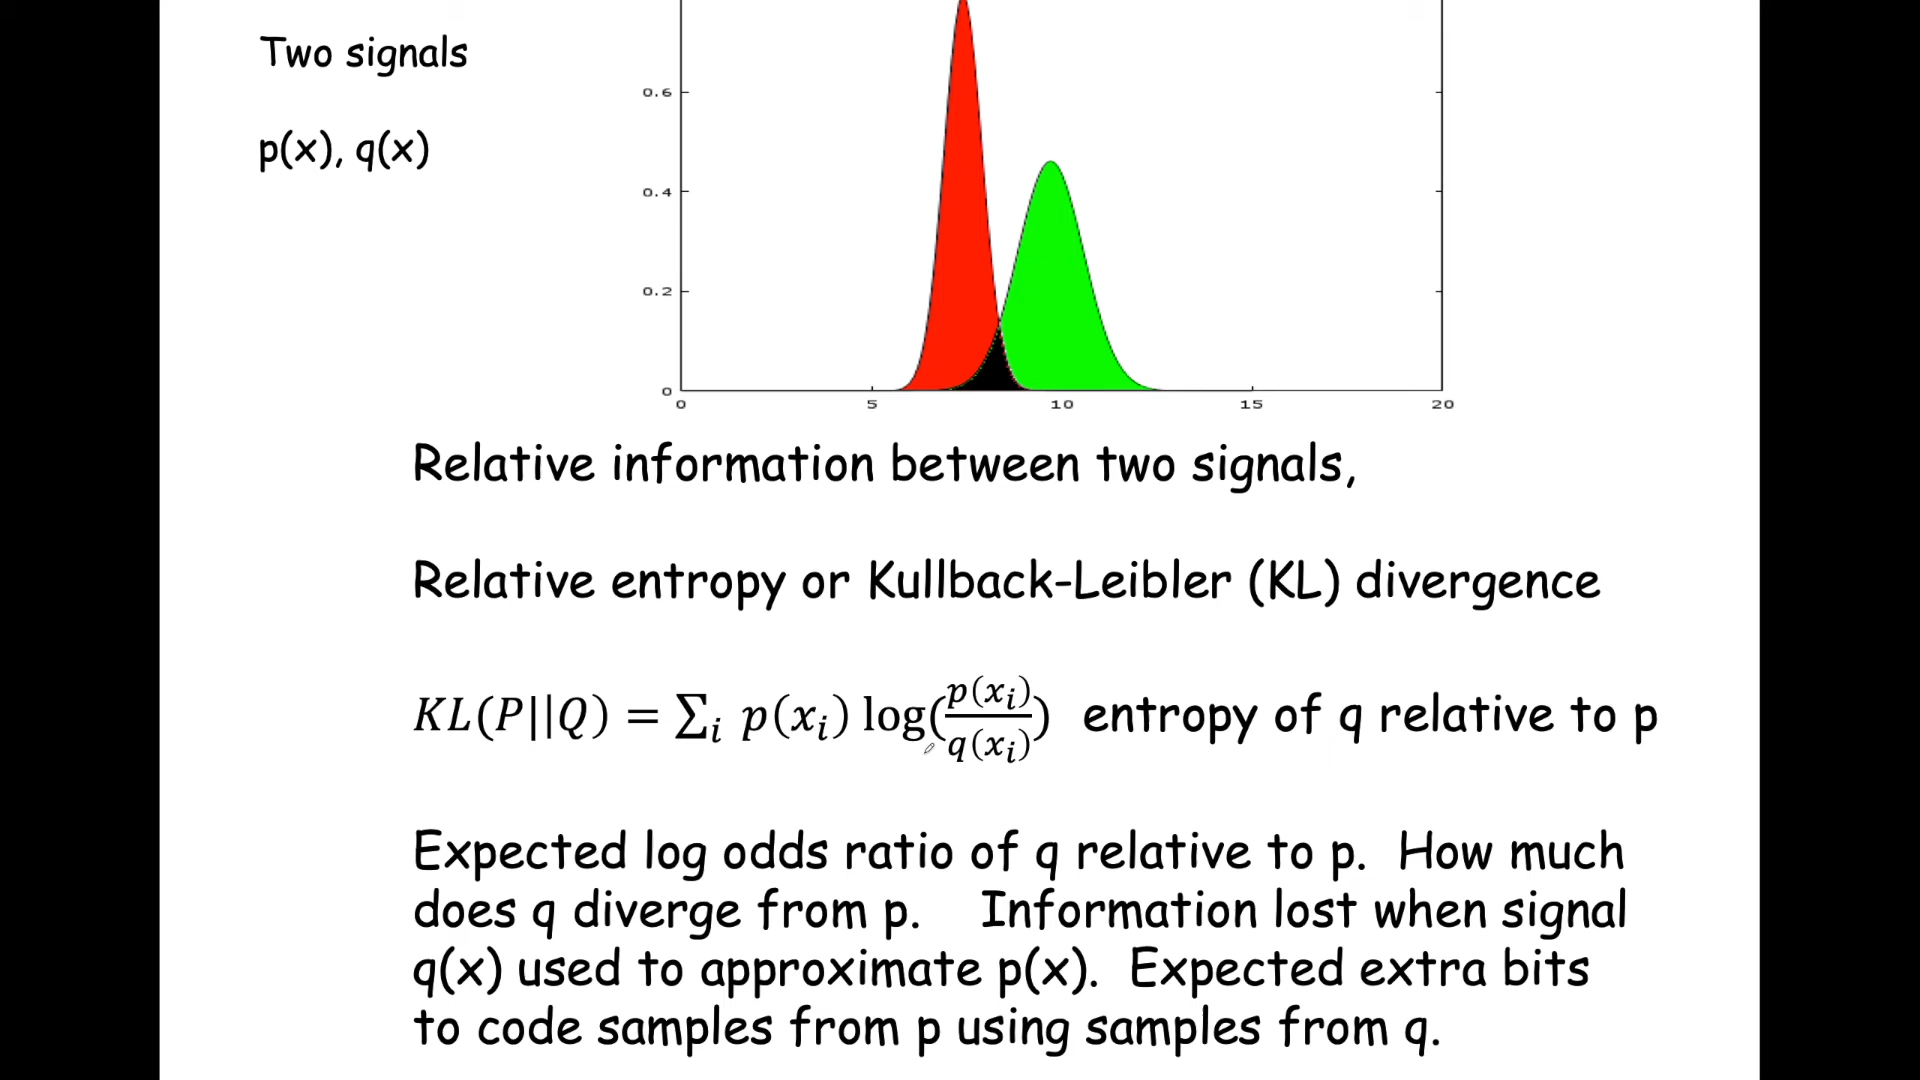 Two signals
p(x), q(x)
0.6
0.4
0.2
0
0 5 10 15 20
Relative information between two signals,
Relative entropy or Kullback-Leibler (KL) divergence
KL(P||Q) = ∑ᵢ p(xᵢ) log(p(xᵢ)/q(xᵢ)) entropy of q relative to p
Expected log odds ratio of q relative to p. How much
does q diverge from p. Information lost when signal
q(x) used to approximate p(x). Expected extra bits
to code samples from p using samples from q.